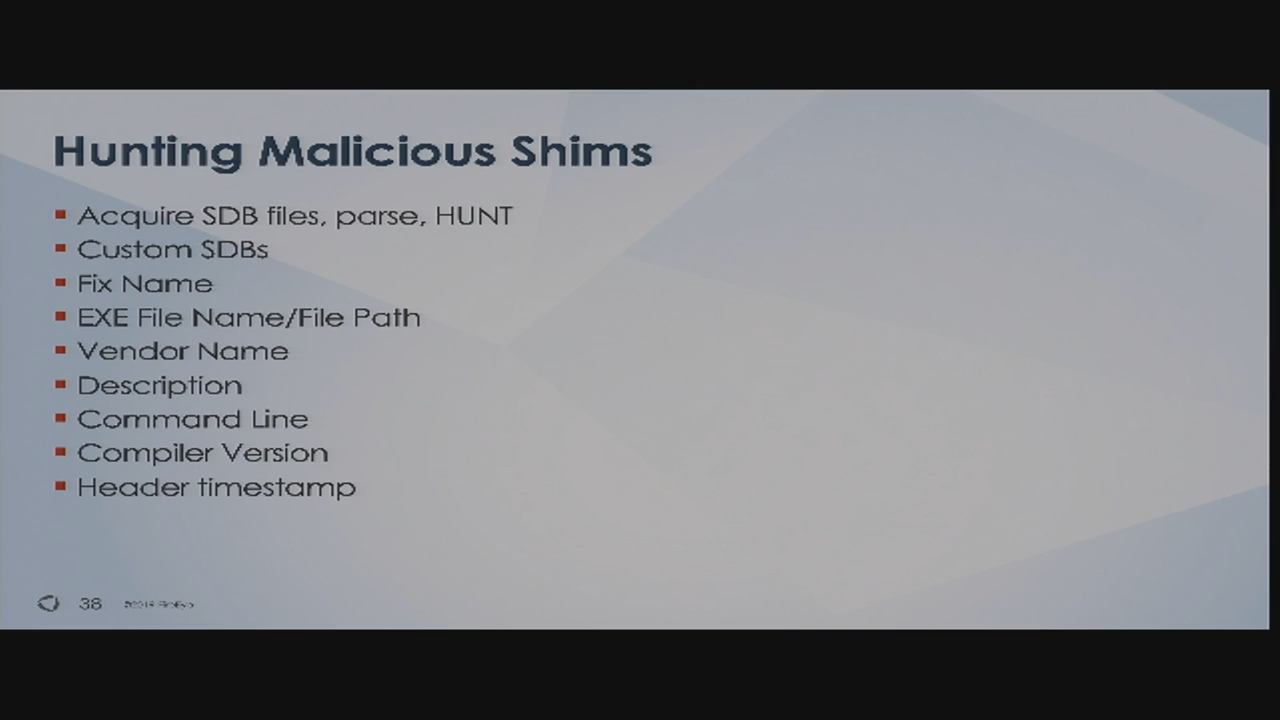 Hunting Malicious Shims
Acquire SDB files, parse, HUNT
Custom SDBs
Fix Name
EXE File Name/File Path
Vendor Name
Description
Command Line
Compiler Version
Header timestamp
38